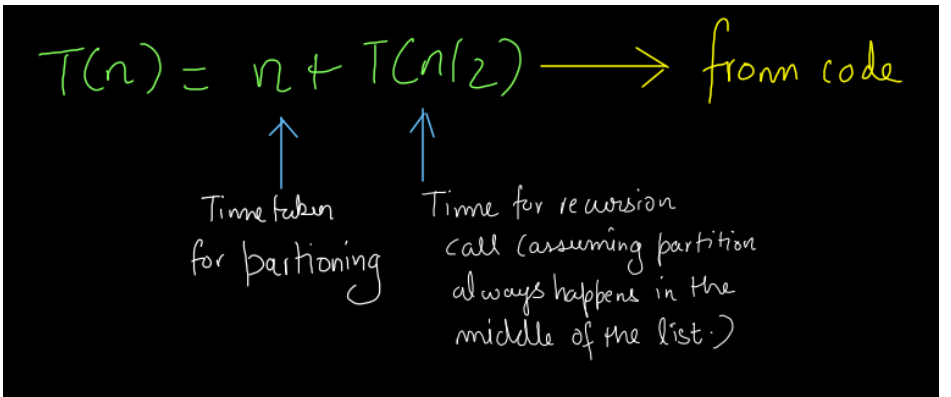 T(n) = n + T(n/2) → from code
Time taken
for partioning
Time for recursion
call (assuming partition
always happens in the
middle of the list.)